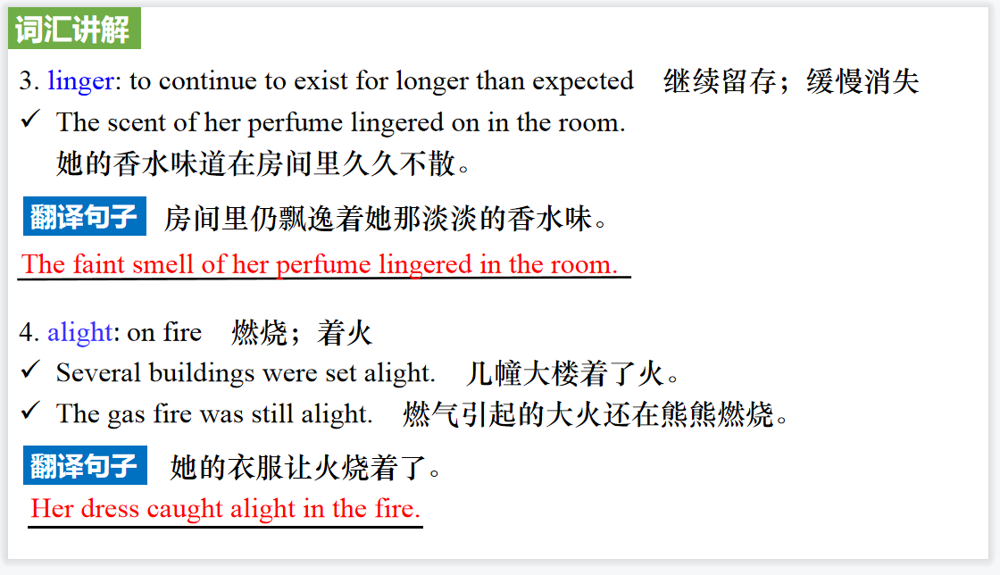 词汇讲解
3. linger: to continue to exist for longer than expected 继续留存；缓慢消失
✓ The scent of her perfume lingered on in the room.
她的香水味道在房间里久久不散。
翻译句子 房间里仍飘逸着她那淡淡的香水味。
The faint smell of her perfume lingered in the room.
4. alight: on fire 燃烧；着火
✓ Several buildings were set alight. 几幢大楼着了火。
✓ The gas fire was still alight. 燃气引起的大火还在熊熊燃烧。
翻译句子 她的衣服让火烧着了。
Her dress caught alight in the fire.